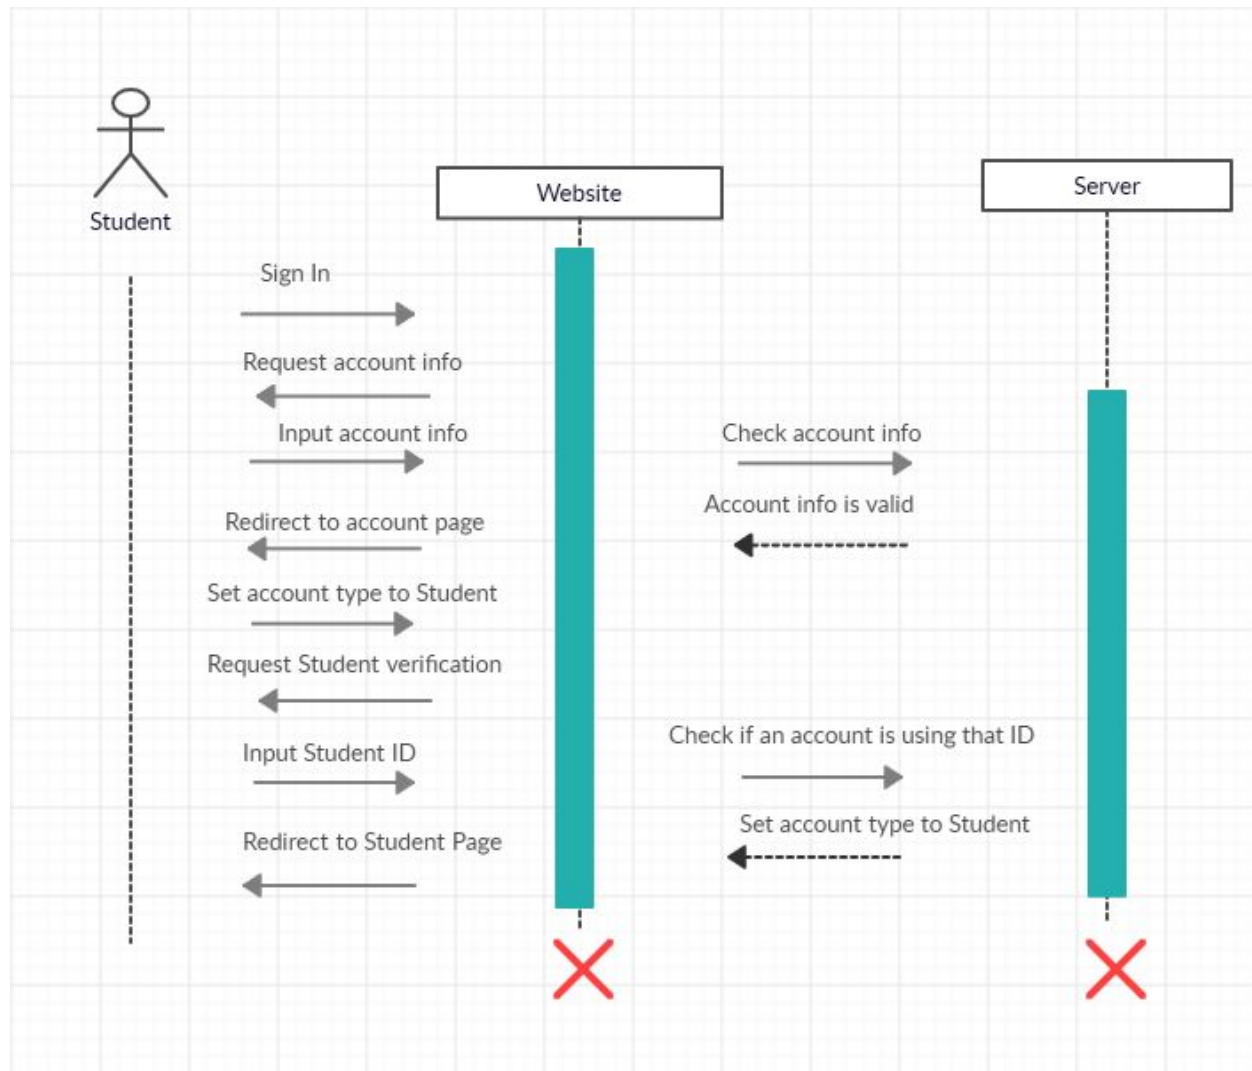 Student
Website
Server
Sign In
Request account info
Input account info
Check account info
Account info is valid
Redirect to account page
Set account type to Student
Request Student verification
Check if an account is using that ID
Input Student ID
Set account type to Student
Redirect to Student Page